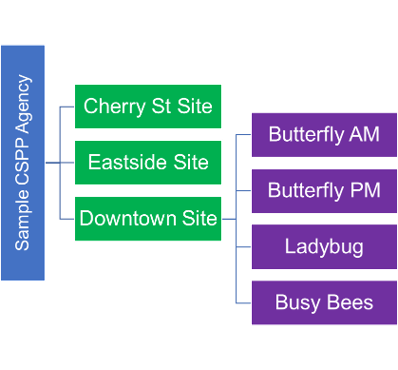 Sample CSPP Agency
Cherry St Site
Eastside Site
Downtown Site
Butterfly AM
Butterfly PM
Ladybug
Busy Bees